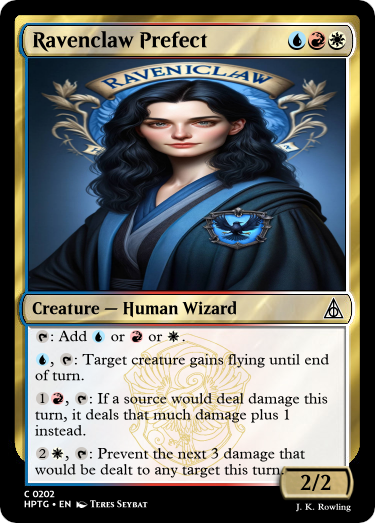 Ravenclaw Prefect
RAVENICLAW
Creature — Human Wizard
: Add or or .
, : Target creature gains flying until end
of turn.
1 , : If a source would deal damage this
turn, it deals that much damage plus 1
instead.
2 , : Prevent the next 3 damage that
would be dealt to any target this turn.
2/2
C 0202
HPTG • EN Teres Seybat
J. K. Rowling